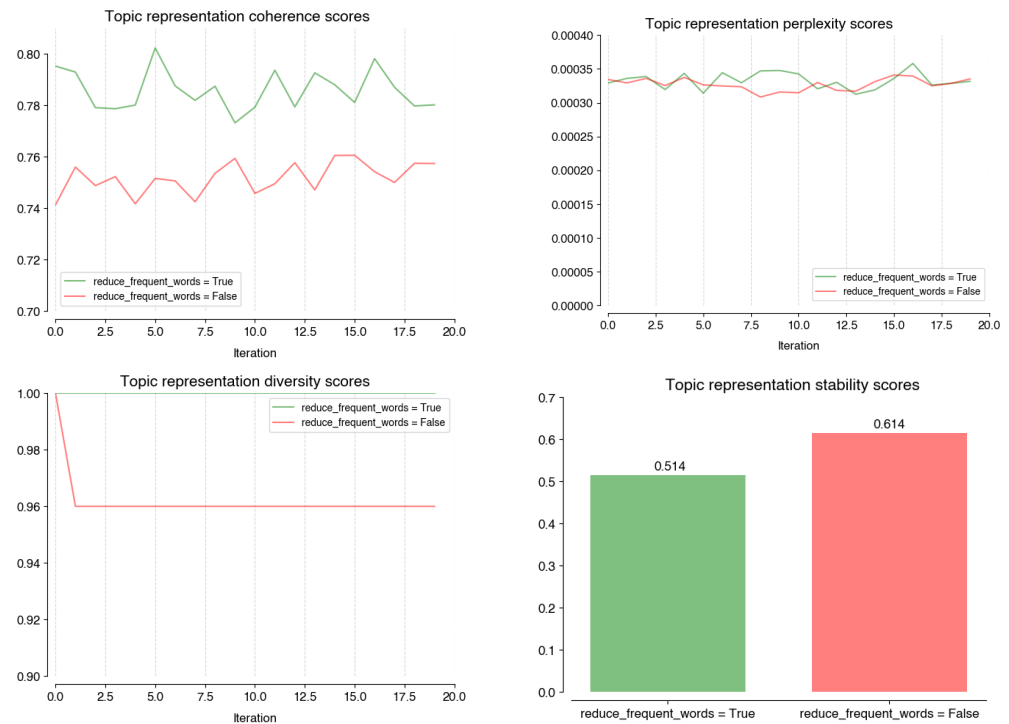 Topic representation coherence scores
0.80
0.78
0.76
0.74
0.72
0.70
reduce_frequent_words = True
reduce_frequent_words = False
0.0 2.5 5.0 7.5 10.0 12.5 15.0 17.5 20.0
Iteration
Topic representation perplexity scores
0.00040
0.00035
0.00030
0.00025
0.00020
0.00015
0.00010
0.00005
0.00000
reduce_frequent_words = True
reduce_frequent_words = False
0.0 2.5 5.0 7.5 10.0 12.5 15.0 17.5 20.0
Iteration
Topic representation diversity scores
1.00
0.98
0.96
0.94
0.92
0.90
reduce_frequent_words = True
reduce_frequent_words = False
0.0 2.5 5.0 7.5 10.0 12.5 15.0 17.5 20.0
Iteration
Topic representation stability scores
0.7
0.6
0.5
0.4
0.3
0.2
0.1
0.0
0.514
0.614
reduce_frequent_words = True
reduce_frequent_words = False